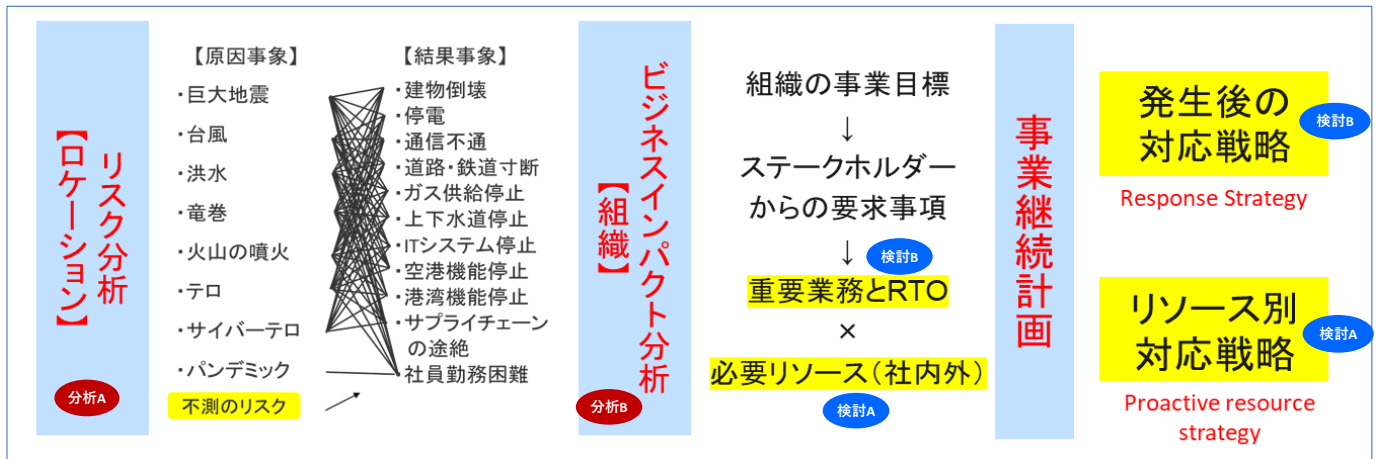 リスク分析
【ロケーション】
分析A
【原因事象】
・巨大地震
・台風
・洪水
・竜巻
・火山の噴火
・テロ
・サイバーテロ
・パンデミック
不測のリスク
【結果事象】
・建物倒壊
・停電
・通信不通
・道路・鉄道寸断
・ガス供給停止
・上下水道停止
・ITシステム停止
・空港機能停止
・港湾機能停止
・サプライチェーン
の途絶
・社員勤務困難
ビジネスインパクト分析
【組織】
分析B
組織の事業目標
↓
ステークホルダー
からの要求事項
↓
検討B
重要業務とRTO
×
必要リソース（社内外）
検討A
事業継続計画
発生後の
対応戦略
検討B
Response Strategy
リソース別
対応戦略
検討A
Proactive resource
strategy